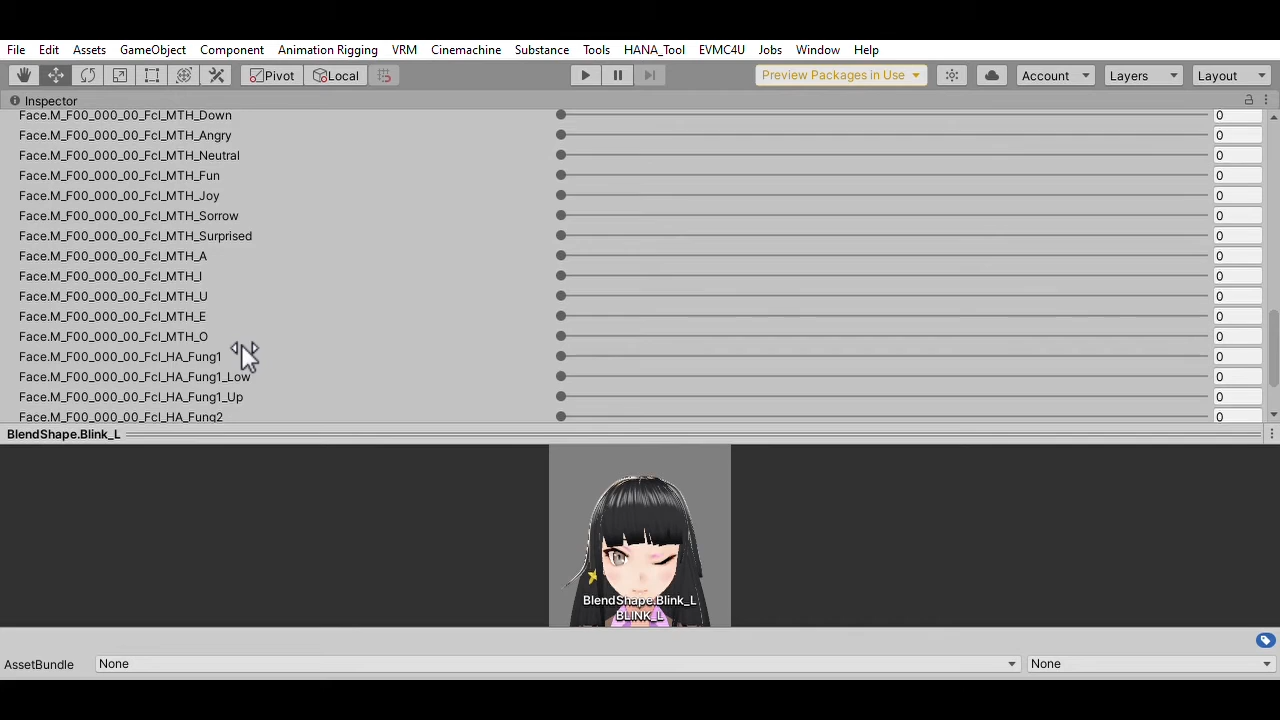 File Edit Assets GameObject Component Animation Rigging VRM Cinemachine Substance Tools HANA_Tool EVMC4U Jobs Window Help
Pivot Local Preview Packages in Use Account Layers Layout
Inspector
Face.M_F00_000_00_Fcl_MTH_Down 0
Face.M_F00_000_00_Fcl_MTH_Angry 0
Face.M_F00_000_00_Fcl_MTH_Neutral 0
Face.M_F00_000_00_Fcl_MTH_Fun 0
Face.M_F00_000_00_Fcl_MTH_Joy 0
Face.M_F00_000_00_Fcl_MTH_Sorrow 0
Face.M_F00_000_00_Fcl_MTH_Surprised 0
Face.M_F00_000_00_Fcl_MTH_A 0
Face.M_F00_000_00_Fcl_MTH_I 0
Face.M_F00_000_00_Fcl_MTH_U 0
Face.M_F00_000_00_Fcl_MTH_E 0
Face.M_F00_000_00_Fcl_MTH_O 0
Face.M_F00_000_00_Fcl_HA_Fung1 0
Face.M_F00_000_00_Fcl_HA_Fung1_Low 0
Face.M_F00_000_00_Fcl_HA_Fung1_Up 0
Face.M_F00_000_00_Fcl_HA_Fung2 0
BlendShape.Blink_L
BlendShape.Blink_L
BLINK_L
AssetBundle None None